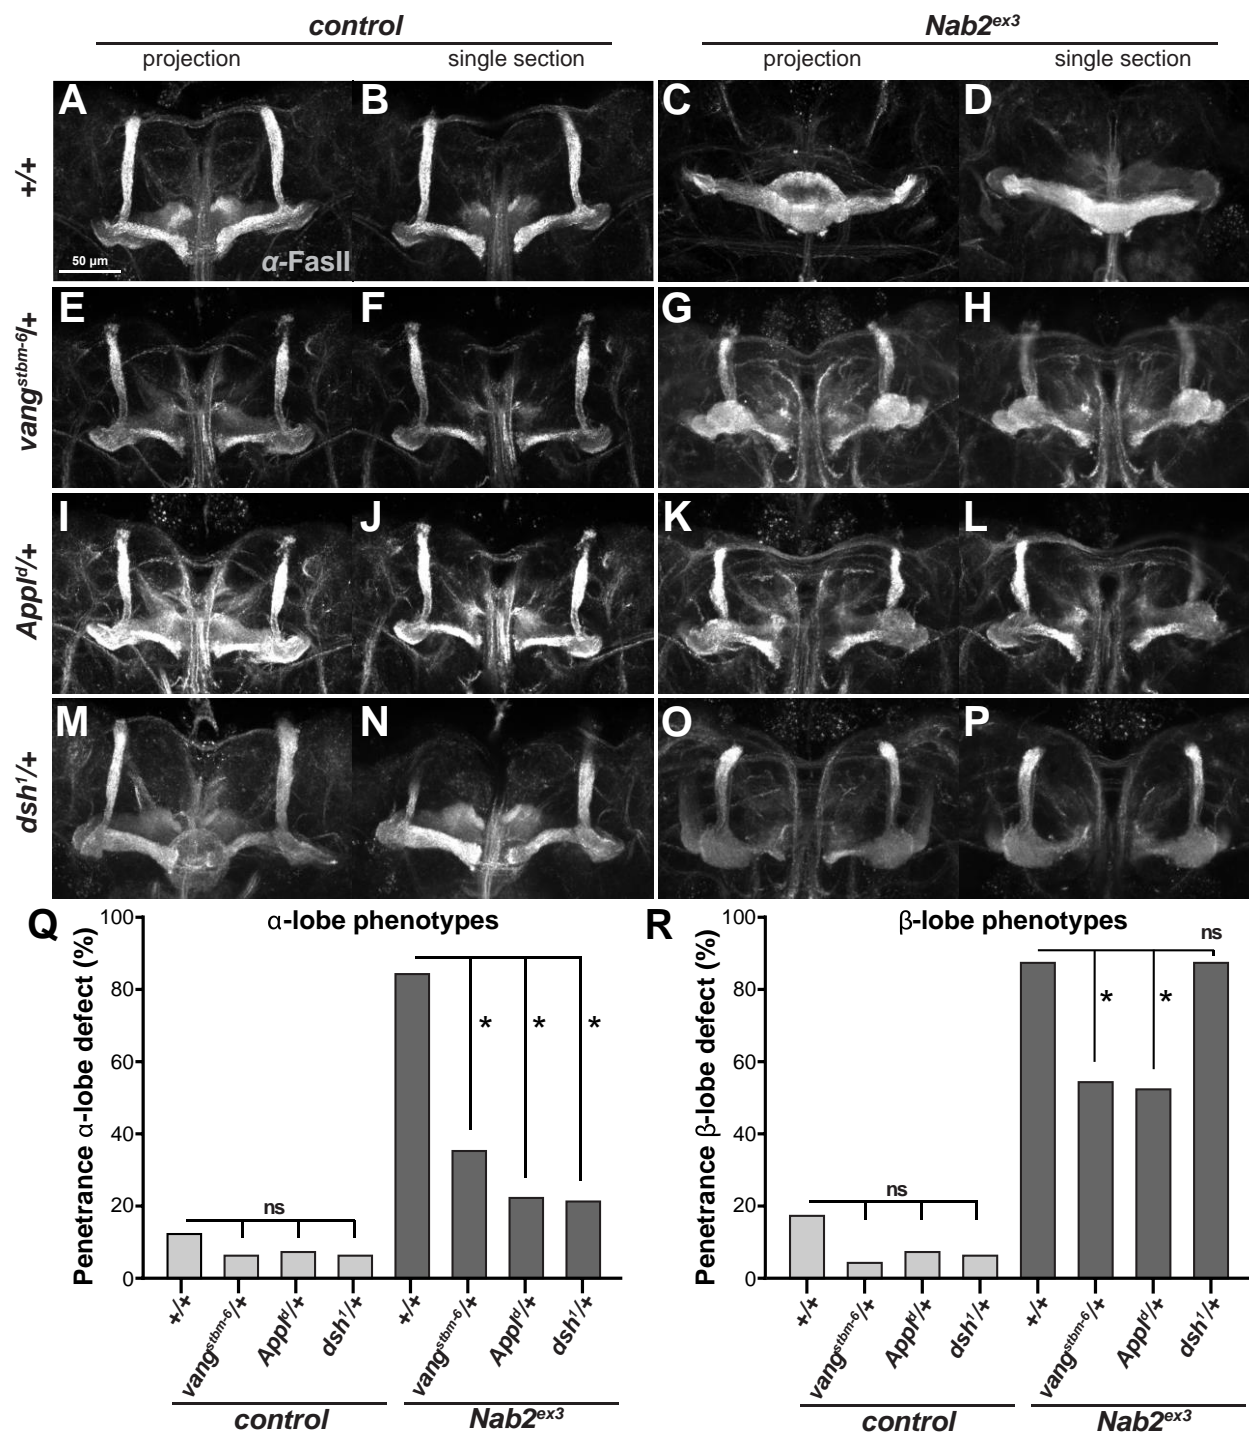 control Nab2ex3
projection single section projection single section
A B C D
+/+
50 μm
α-FasII
E F G H
vangstbm-6/+
I J K L
Appld/+
M N O P
dsh1/+
Q α-lobe phenotypes
Penetrance α-lobe defect (%)
100
80
60
40
20
0
ns
* * *
+/+ vangstbm-6/+ Appld/+ dsh1/+ +/+ vangstbm-6/+ Appld/+ dsh1/+
control Nab2ex3
R β-lobe phenotypes
Penetrance β-lobe defect (%)
100
80
60
40
20
0
ns
* *
ns
+/+ vangstbm-6/+ Appld/+ dsh1/+ +/+ vangstbm-6/+ Appld/+ dsh1/+
control Nab2ex3